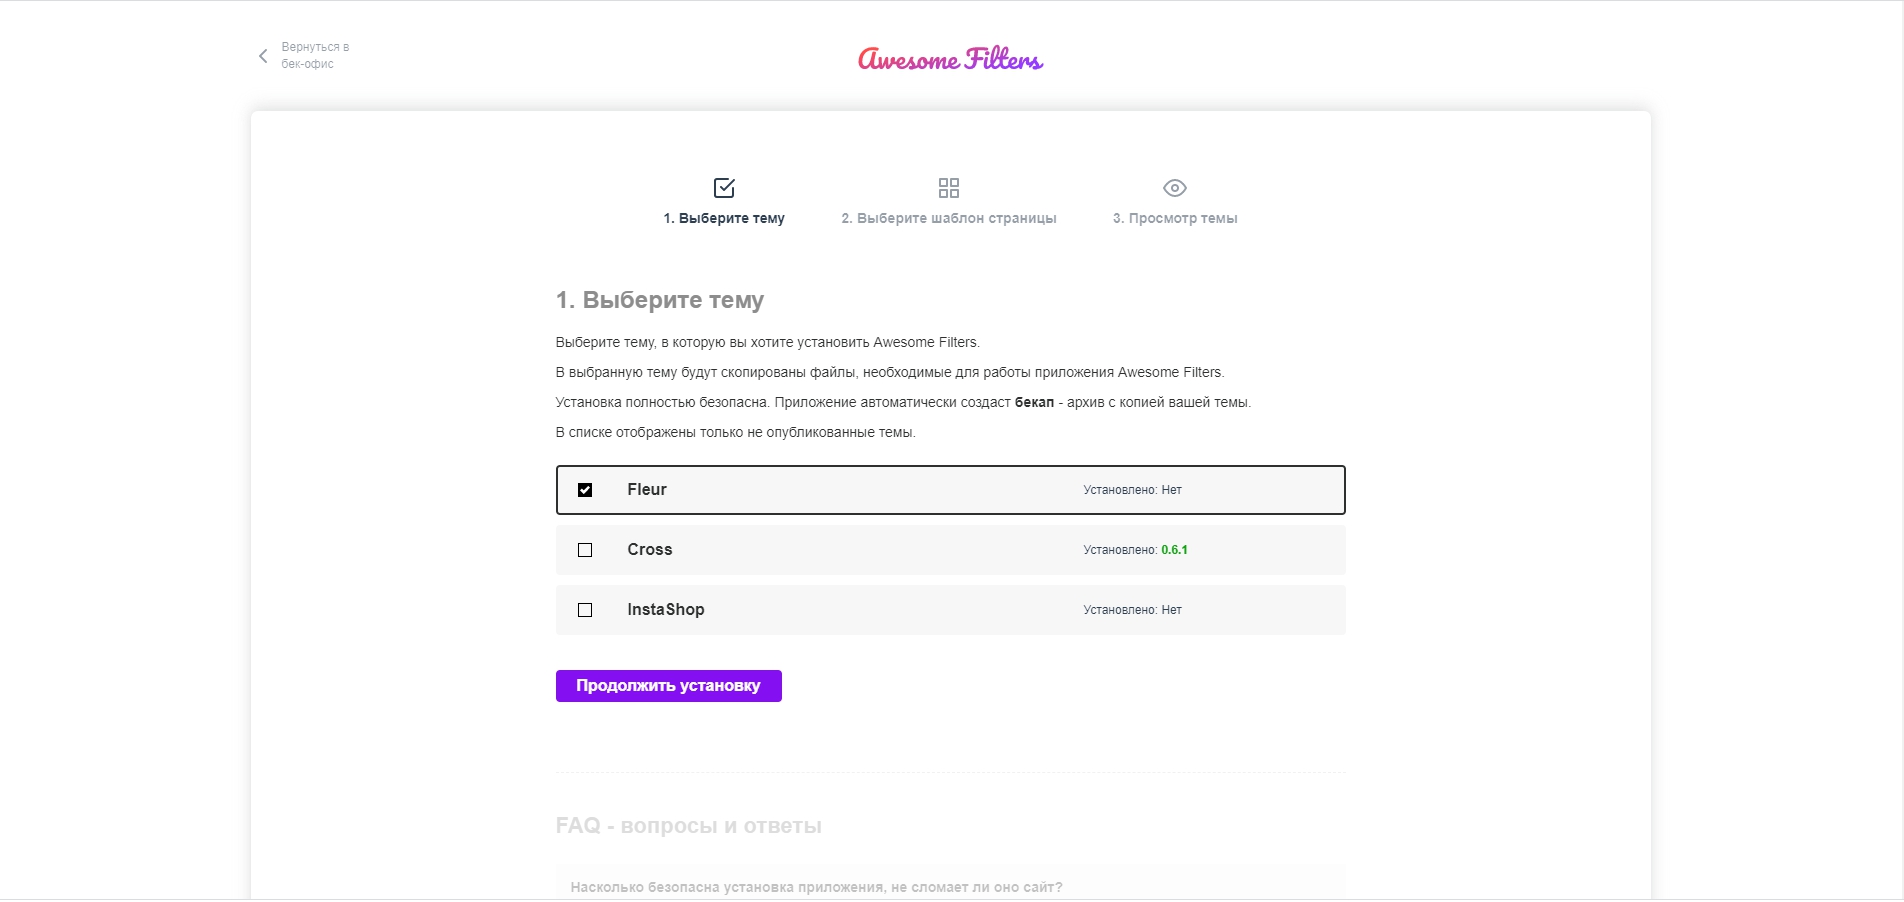 Вернуться в
бек-офис
Awesome Filters
1. Выберите тему
2. Выберите шаблон страницы
3. Просмотр темы
1. Выберите тему
Выберите тему, в которую вы хотите установить Awesome Filters.
В выбранную тему будут скопированы файлы, необходимые для работы приложения Awesome Filters.
Установка полностью безопасна. Приложение автоматически создаст бекап - архив с копией вашей темы.
В списке отображены только не опубликованные темы.
Fleur Установлено: Нет
Cross Установлено: 0.6.1
InstaShop Установлено: Нет
Продолжить установку
FAQ - вопросы и ответы
Насколько безопасна установка приложения, не сломает ли оно сайт?